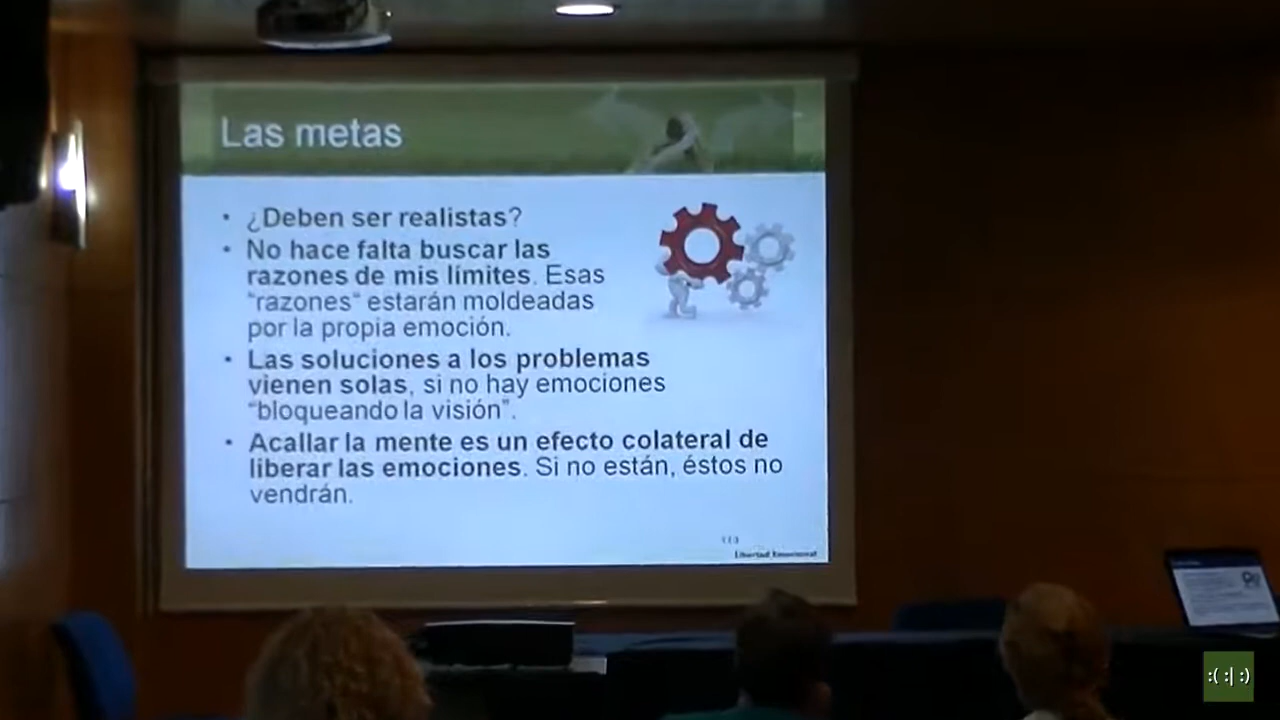 Las metas
• ¿Deben ser realistas?
• No hace falta buscar las
razones de mis límites. Esas
"razones" estarán moldeadas
por la propia emoción.
• Las soluciones a los problemas
vienen solas, si no hay emociones
"bloqueando la visión".
• Acallar la mente es un efecto colateral de
liberar las emociones. Si no están, éstos no
vendrán.
Libertad Emocional
:( :| :)